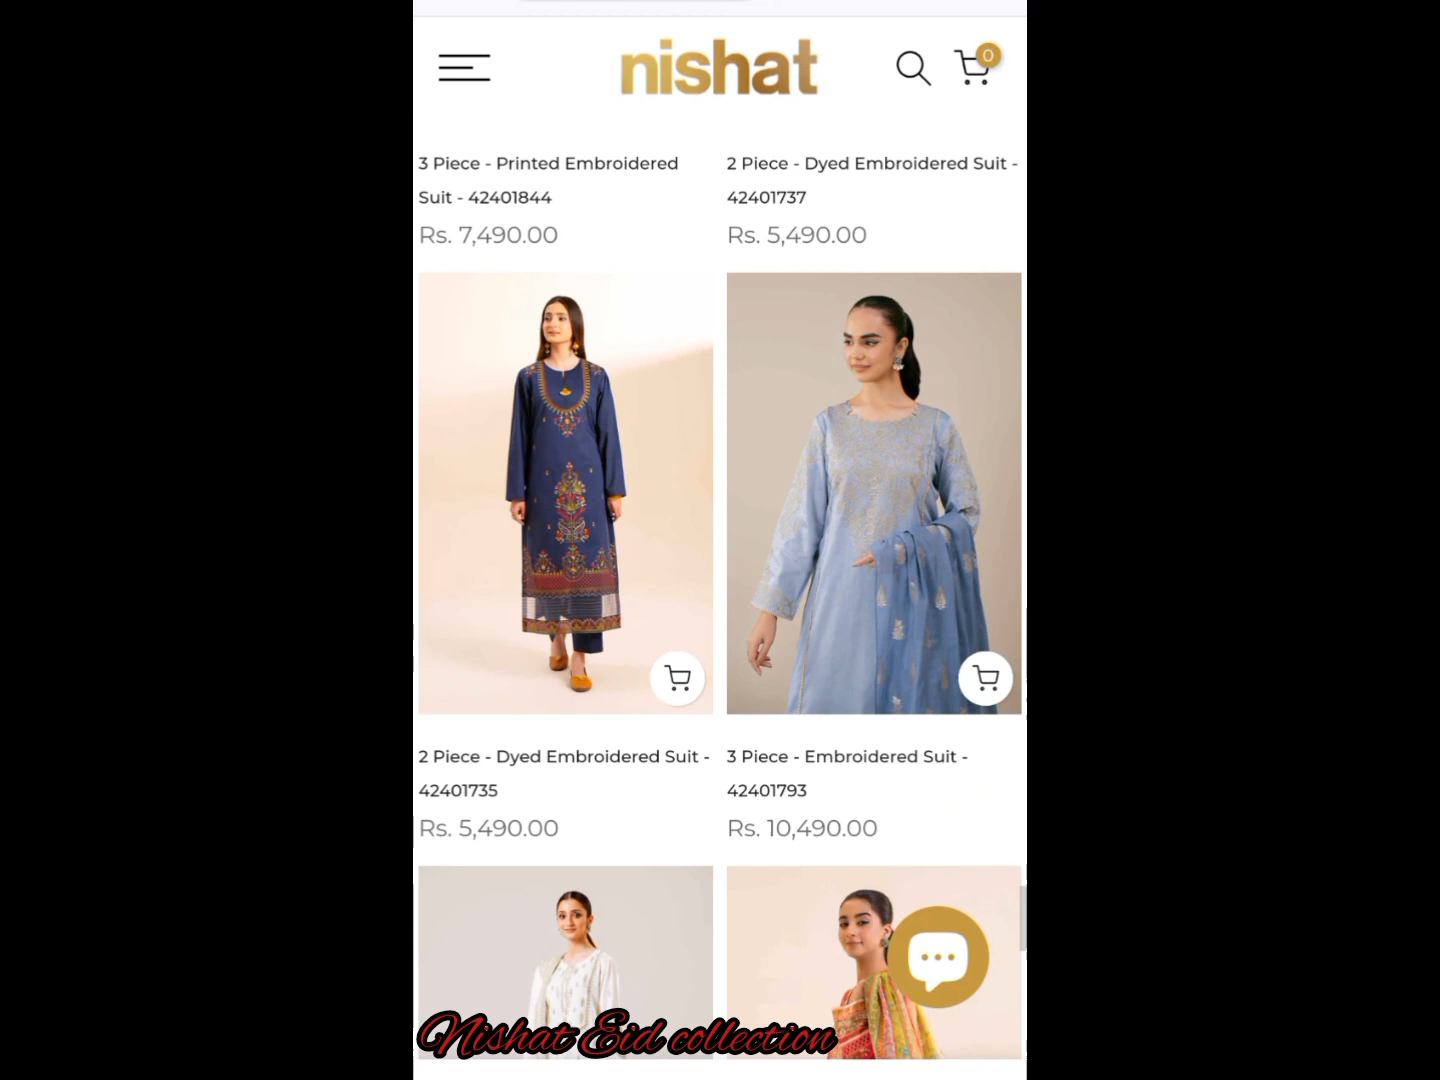 nishat
0
3 Piece - Printed Embroidered
Suit - 42401844
Rs. 7,490.00
2 Piece - Dyed Embroidered Suit -
42401737
Rs. 5,490.00
2 Piece - Dyed Embroidered Suit -
42401735
Rs. 5,490.00
3 Piece - Embroidered Suit -
42401793
Rs. 10,490.00
Nishat Eid collection